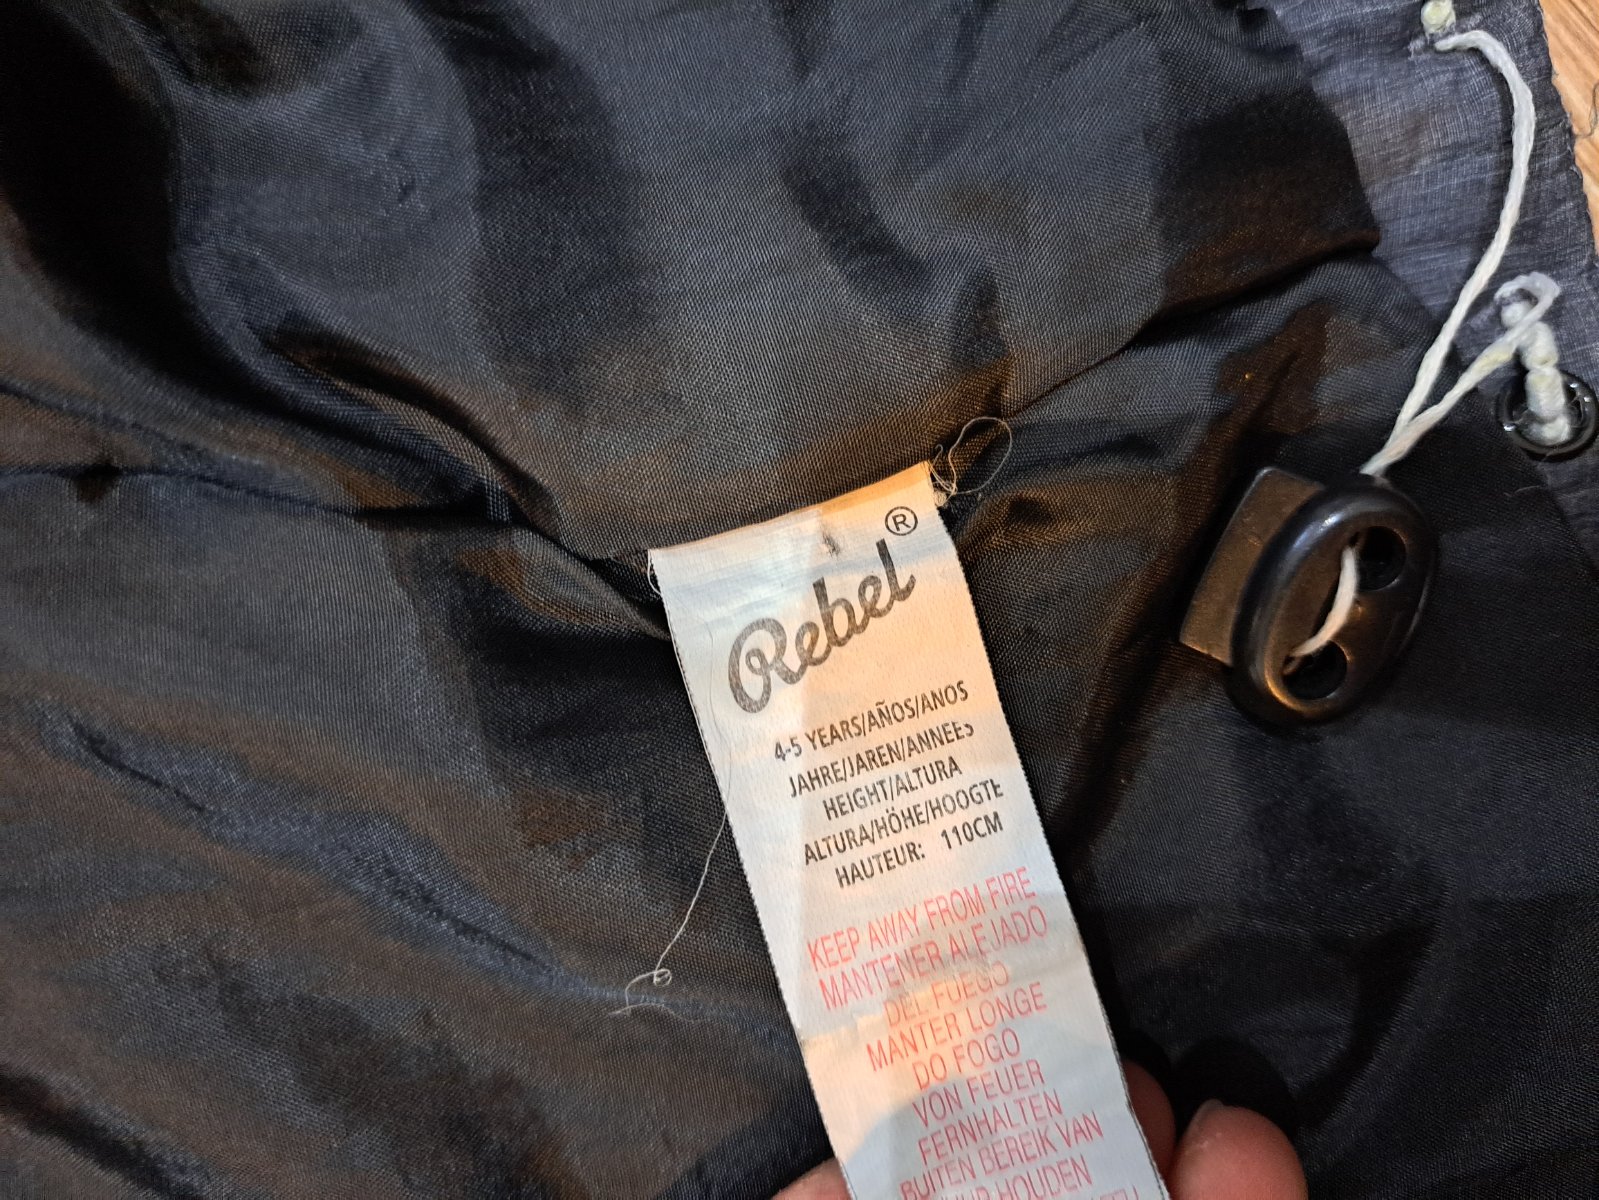 Rebel®
4-5 YEARS/AÑOS/ANOS
JAHRE/JAREN/ANNEES
HEIGHT/ALTURA
ALTURA/HÖHE/HOOGTE
HAUTEUR: 110CM
KEEP AWAY FROM FIRE
MANTENER ALEJADO
DEL FUEGO
MANTER LONGE
DO FOGO
VON FEUER
FERNHALTEN
BUITEN BEREIK VAN
HOUDEN